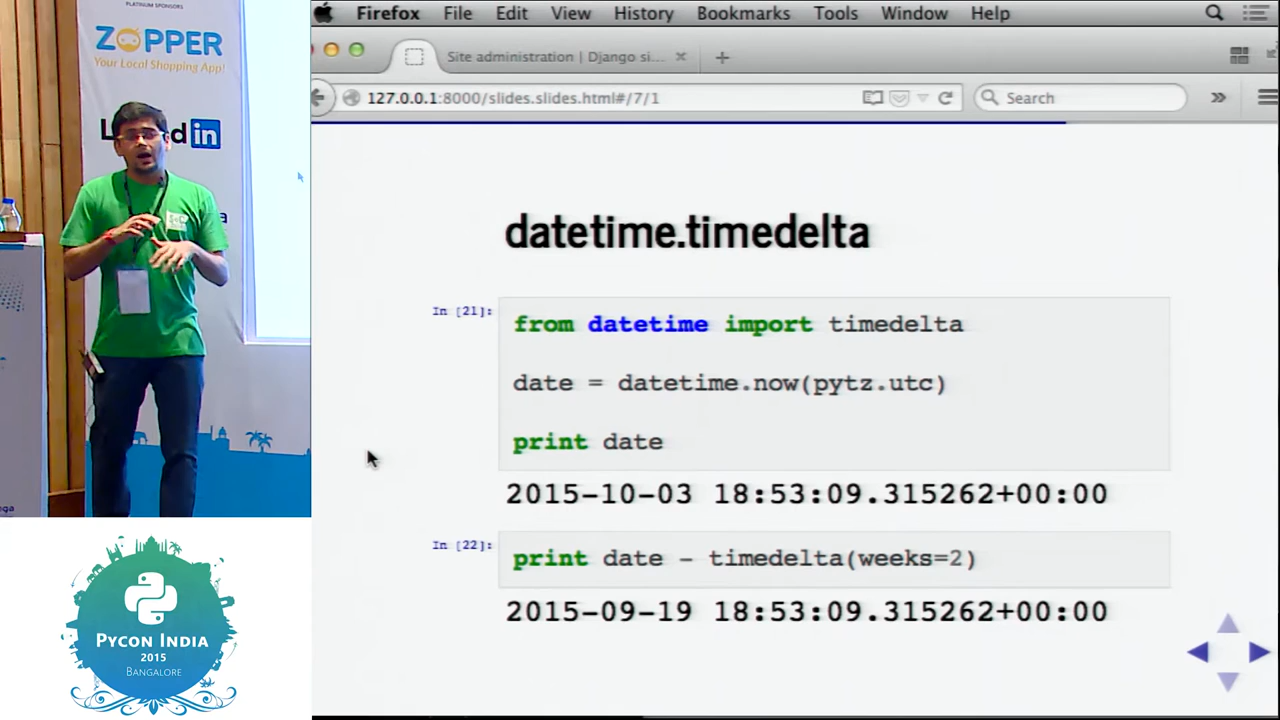 PLATINUM SPONSORS
ZOPPER
Your Local Shopping App!
Firefox File Edit View History Bookmarks Tools Window Help
Site administration | Django si...
127.0.0.1:8000/slides.slides.html#/7/1
Search
datetime.timedelta
In [21]:
from datetime import timedelta
date = datetime.now(pytz.utc)
print date
2015-10-03 18:53:09.315262+00:00
In [22]:
print date - timedelta(weeks=2)
2015-09-19 18:53:09.315262+00:00
PYCON INDIA
2015
BANGALORE